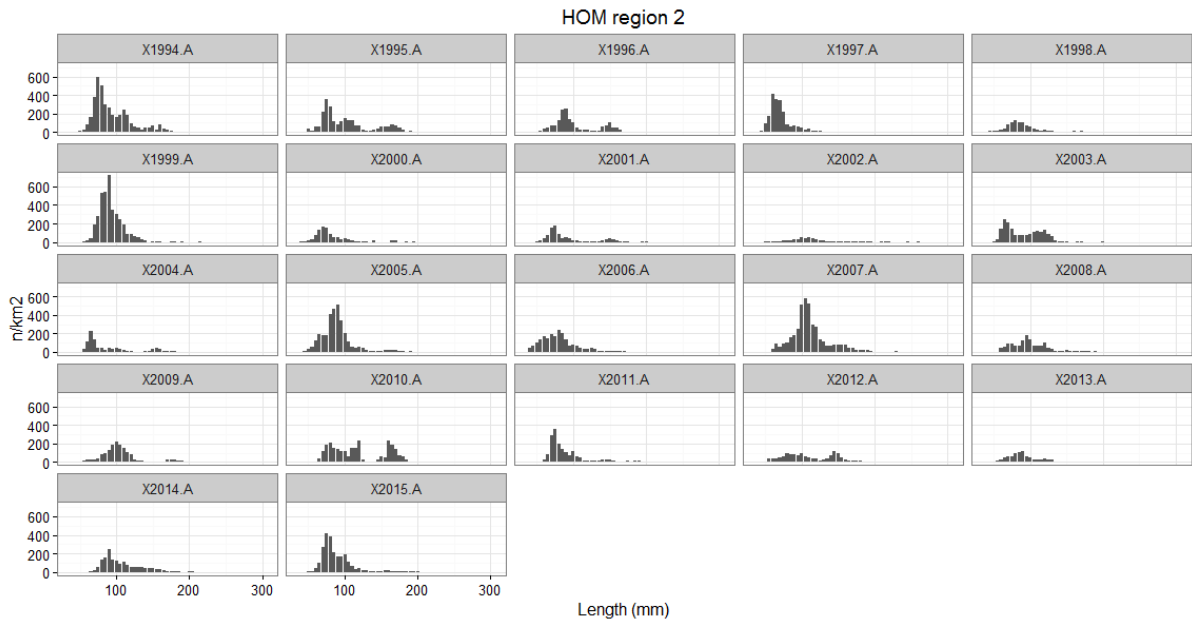 HOM region 2
X1994.A X1995.A X1996.A X1997.A X1998.A
600
400
200
0
X1999.A X2000.A X2001.A X2002.A X2003.A
600
400
200
0
X2004.A X2005.A X2006.A X2007.A X2008.A
600
400
200
0
n/km2
X2009.A X2010.A X2011.A X2012.A X2013.A
600
400
200
0
X2014.A X2015.A
600
400
200
0
100 200 300 100 200 300
Length (mm)